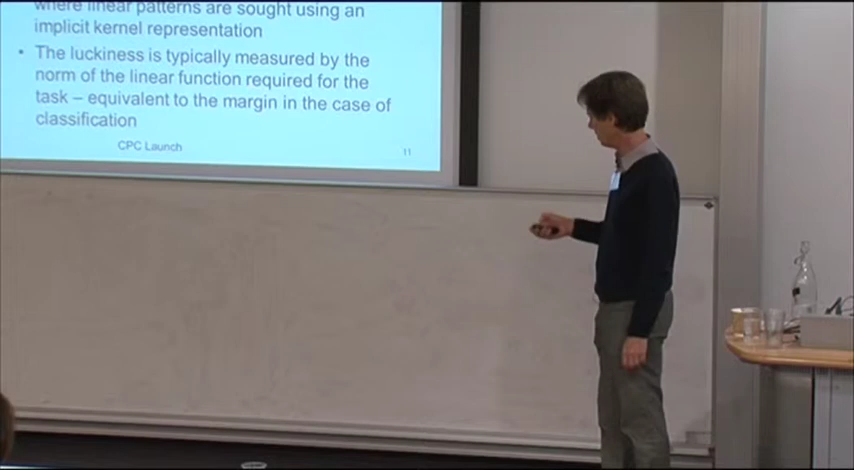 where linear patterns are sought using an
implicit kernel representation
• The luckiness is typically measured by the
norm of the linear function required for the
task – equivalent to the margin in the case of
classification
CPC Launch
11